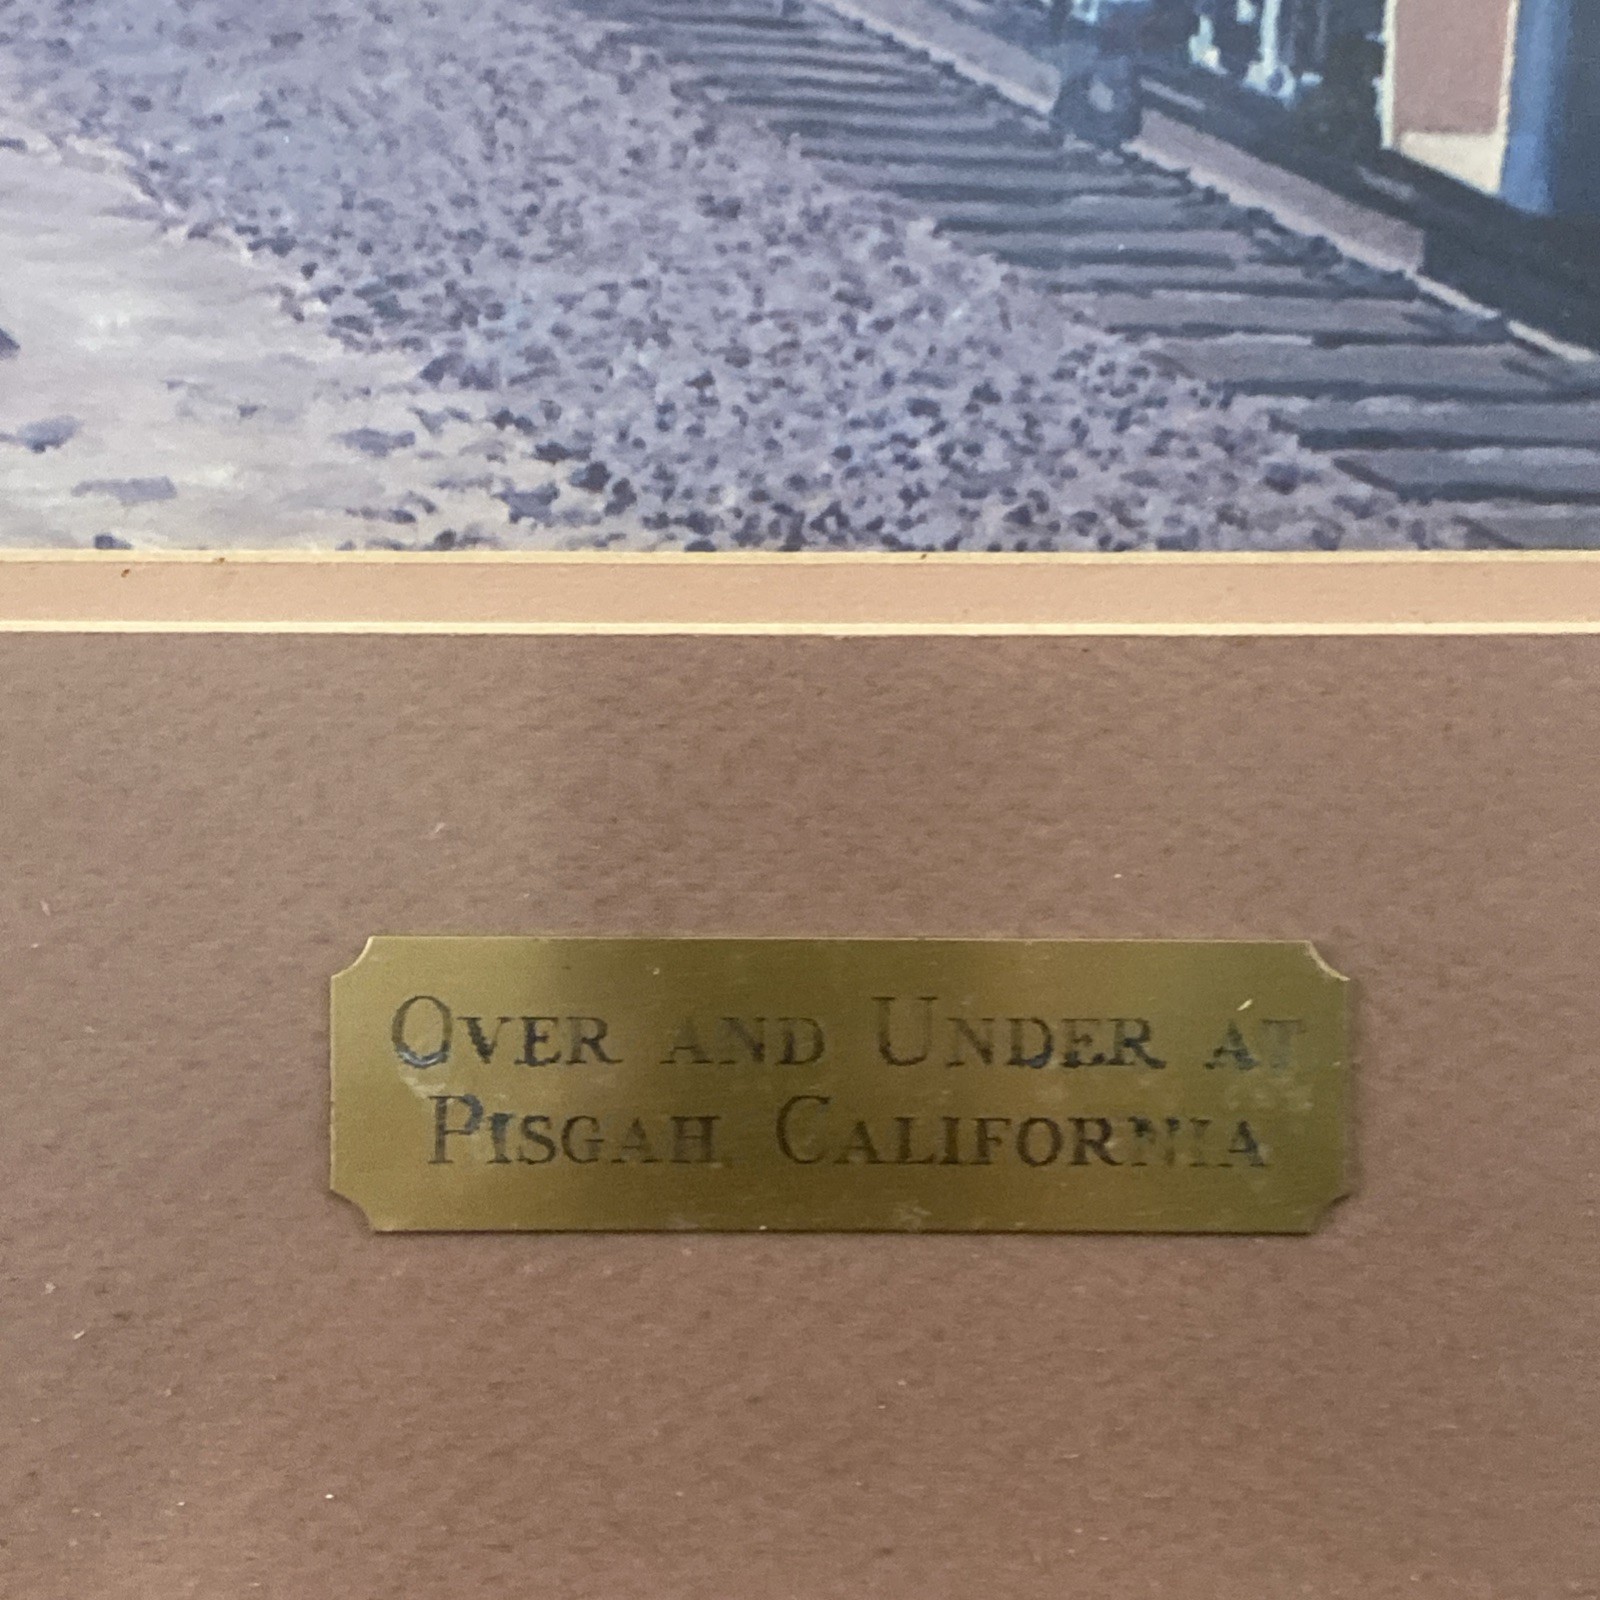 Over and Under at
Pisgah California